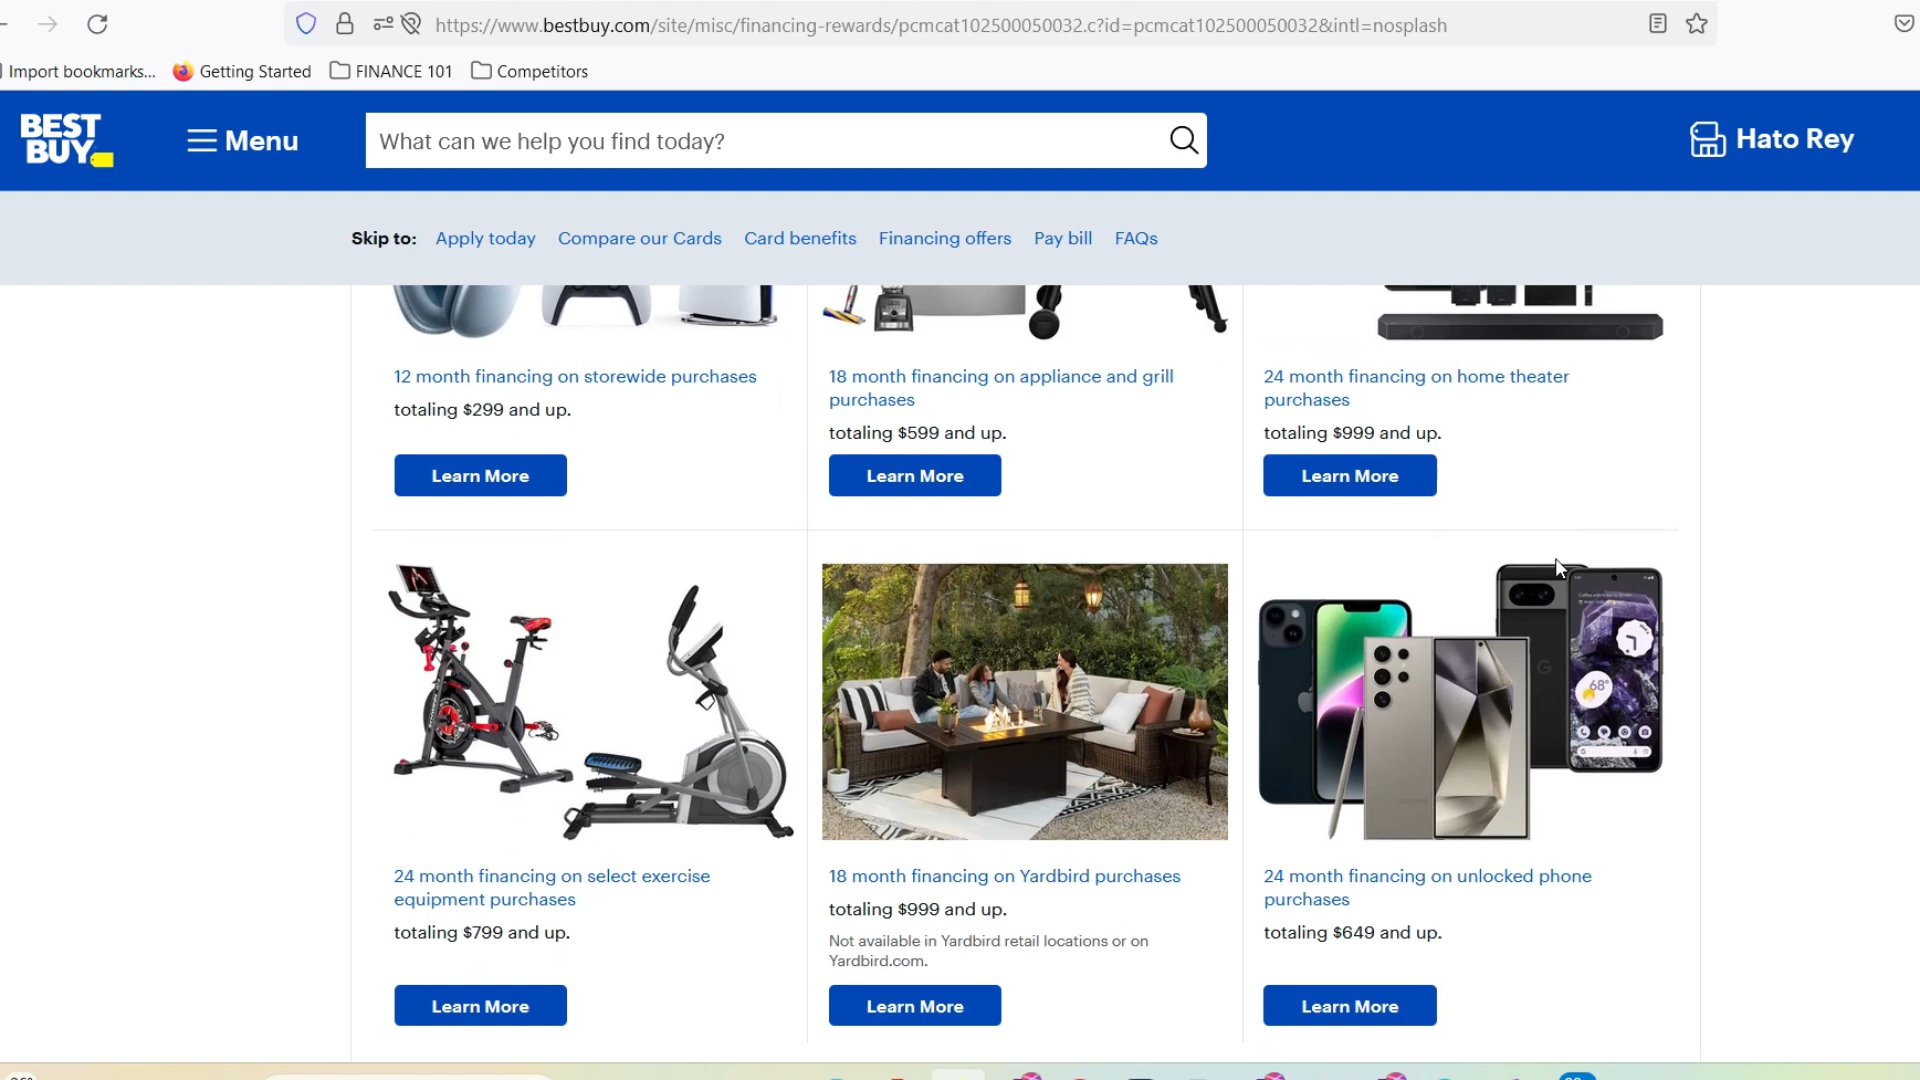 https://www.bestbuy.com/site/misc/financing-rewards/pcmcat102500050032.c?id=pcmcat102500050032&intl=nosplash
Import bookmarks...
Getting Started
FINANCE 101
Competitors
BEST
BUY
Menu
What can we help you find today?
Hato Rey
Skip to:
Apply today
Compare our Cards
Card benefits
Financing offers
Pay bill
FAQs
12 month financing on storewide purchases
totaling $299 and up.
Learn More
18 month financing on appliance and grill
purchases
totaling $599 and up.
Learn More
24 month financing on home theater
purchases
totaling $999 and up.
Learn More
68°
24 month financing on select exercise
equipment purchases
totaling $799 and up.
Learn More
18 month financing on Yardbird purchases
totaling $999 and up.
Not available in Yardbird retail locations or on
Yardbird.com.
Learn More
24 month financing on unlocked phone
purchases
totaling $649 and up.
Learn More